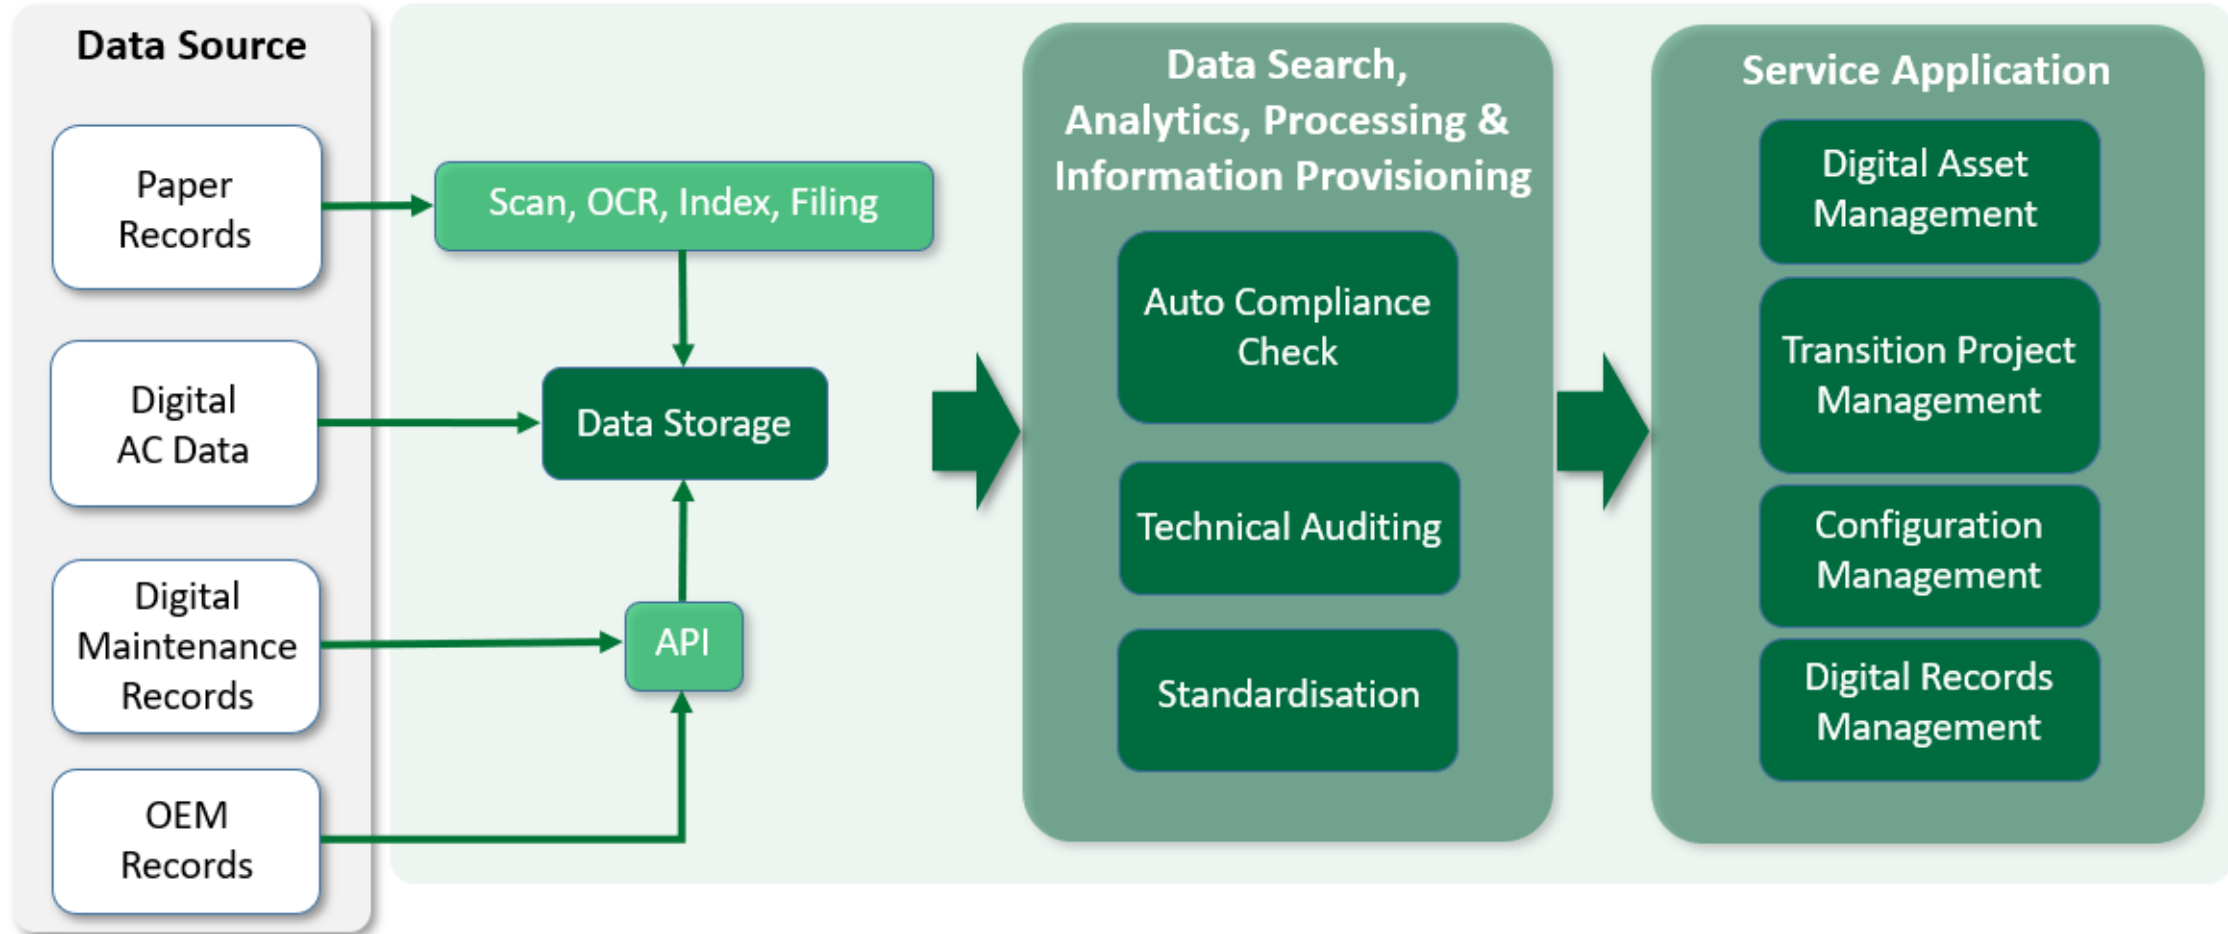 Data Source
Paper
Records
Digital
AC Data
Digital
Maintenance
Records
OEM
Records
Scan, OCR, Index, Filing
Data Storage
API
Data Search,
Analytics, Processing &
Information Provisioning
Auto Compliance
Check
Technical Auditing
Standardisation
Service Application
Digital Asset
Management
Transition Project
Management
Configuration
Management
Digital Records
Management